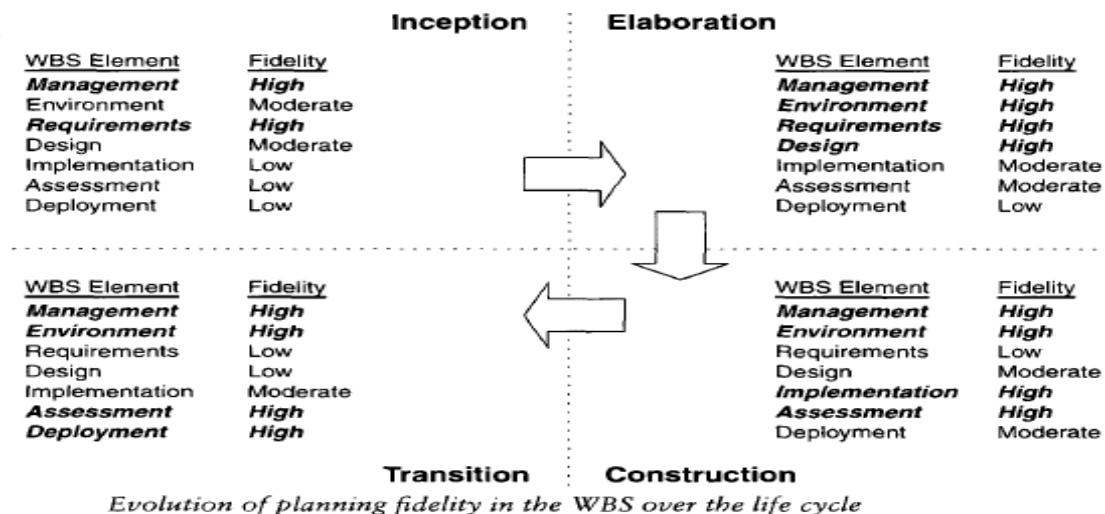 Inception Elaboration
WBS Element Fidelity
Management High
Environment Moderate
Requirements High
Design Moderate
Implementation Low
Assessment Low
Deployment Low
WBS Element Fidelity
Management High
Environment High
Requirements High
Design High
Implementation Moderate
Assessment Moderate
Deployment Low
WBS Element Fidelity
Management High
Environment High
Requirements Low
Design Low
Implementation Moderate
Assessment High
Deployment High
WBS Element Fidelity
Management High
Environment High
Requirements Low
Design Moderate
Implementation High
Assessment High
Deployment Moderate
Transition Construction
Evolution of planning fidelity in the WBS over the life cycle